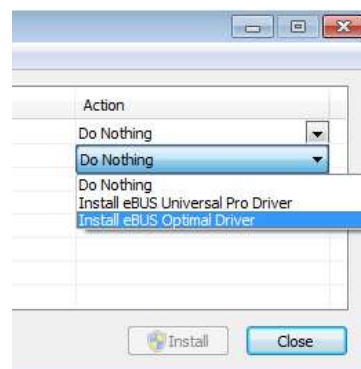 Action
Do Nothing
Do Nothing
Do Nothing
Install eBUS Universal Pro Driver
Install eBUS Optimal Driver
Install
Close